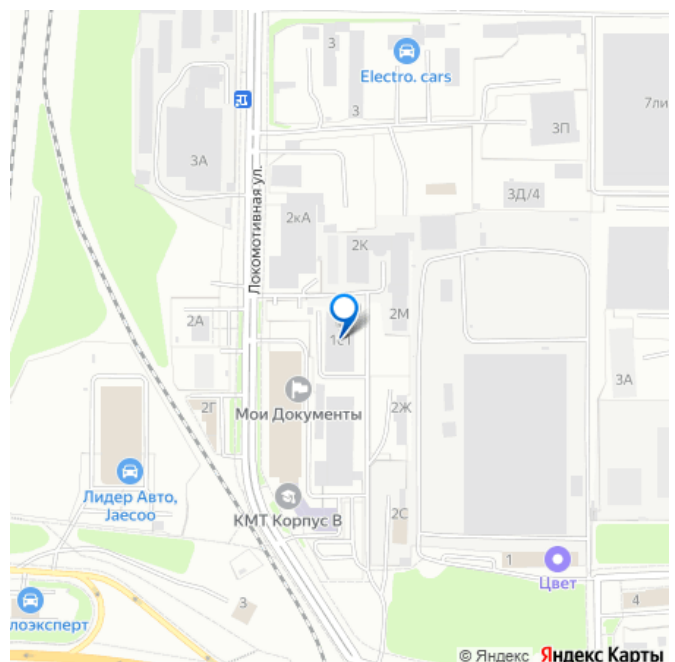 3
Electro. cars
3
3П
7ли
3А
3Д/4
Локомотивная ул.
2кА
2К
2А
2М
3А
Мои Документы
2Г
2Ж
Лидер Авто,
Jaecoo
КМТ Корпус В
2С
1
Цвет
3
4
лоэксперт
© Яндекс Яндекс Карты